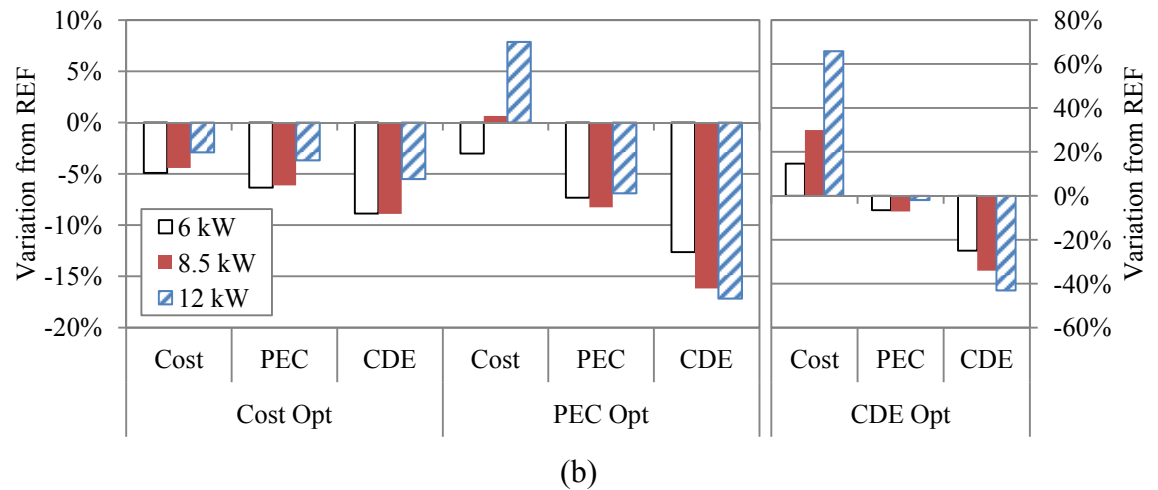 10%
5%
0%
-5%
-10%
-15%
-20%
Variation from REF
6 kW
8.5 kW
12 kW
80%
60%
40%
20%
0%
-20%
-40%
-60%
Variation from REF
Cost PEC CDE Cost PEC CDE Cost PEC CDE
Cost Opt PEC Opt CDE Opt
(b)